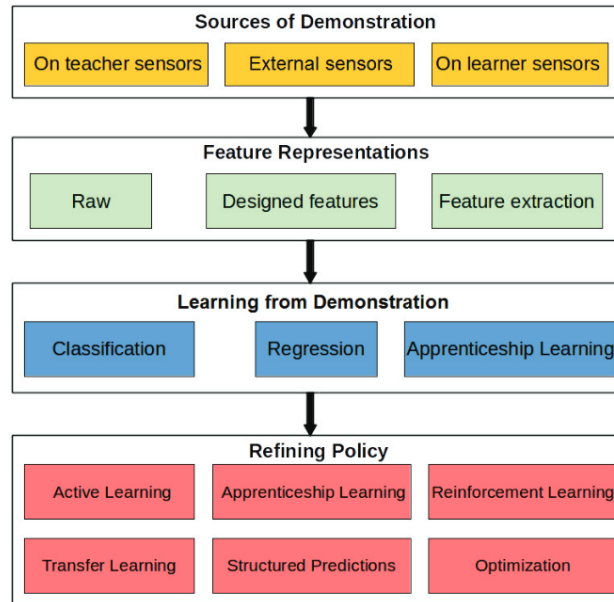 Sources of Demonstration
On teacher sensors
External sensors
On learner sensors
Feature Representations
Raw
Designed features
Feature extraction
Learning from Demonstration
Classification
Regression
Apprenticeship Learning
Refining Policy
Active Learning
Apprenticeship Learning
Reinforcement Learning
Transfer Learning
Structured Predictions
Optimization